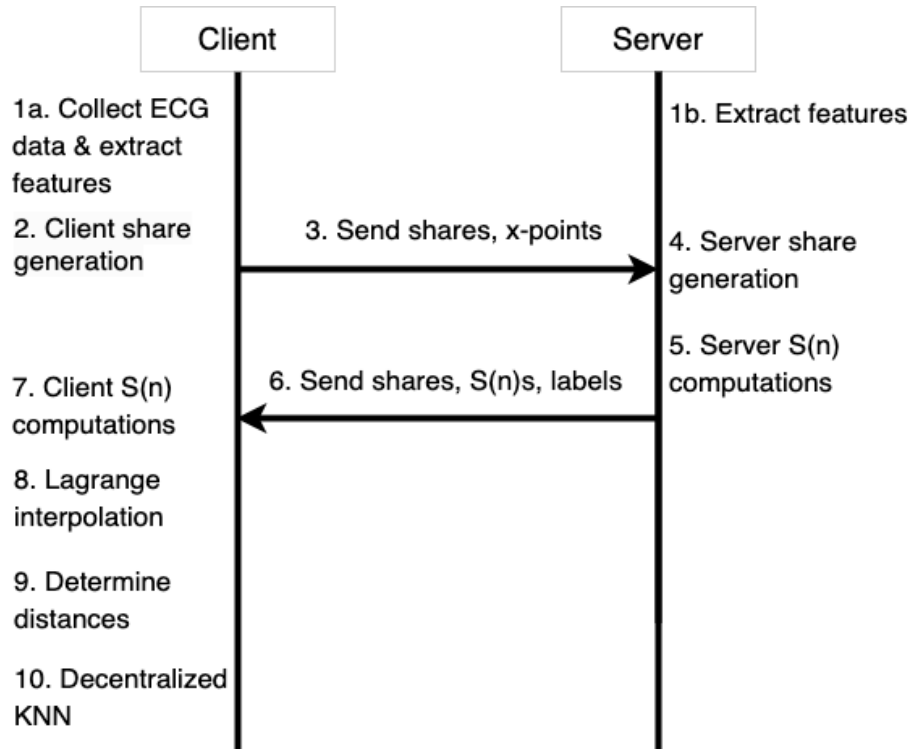 Client
Server
1a. Collect ECG
data & extract
features
1b. Extract features
2. Client share
generation
3. Send shares, x-points
4. Server share
generation
5. Server S(n)
computations
6. Send shares, S(n)s, labels
7. Client S(n)
computations
8. Lagrange
interpolation
9. Determine
distances
10. Decentralized
KNN